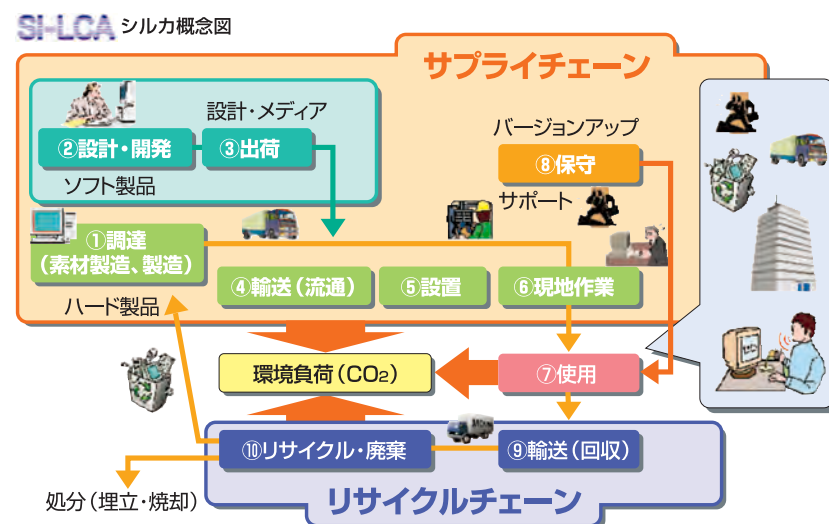 SI-LCA シルカ概念図
サプライチェーン
設計・メディア
②設計・開発
③出荷
ソフト製品
バージョンアップ
⑧保守
サポート
①調達
(素材製造、製造)
ハード製品
④輸送(流通)
⑤設置
⑥現地作業
環境負荷(CO₂)
⑦使用
⑩リサイクル・廃棄
⑨輸送(回収)
処分(埋立・焼却)
リサイクルチェーン